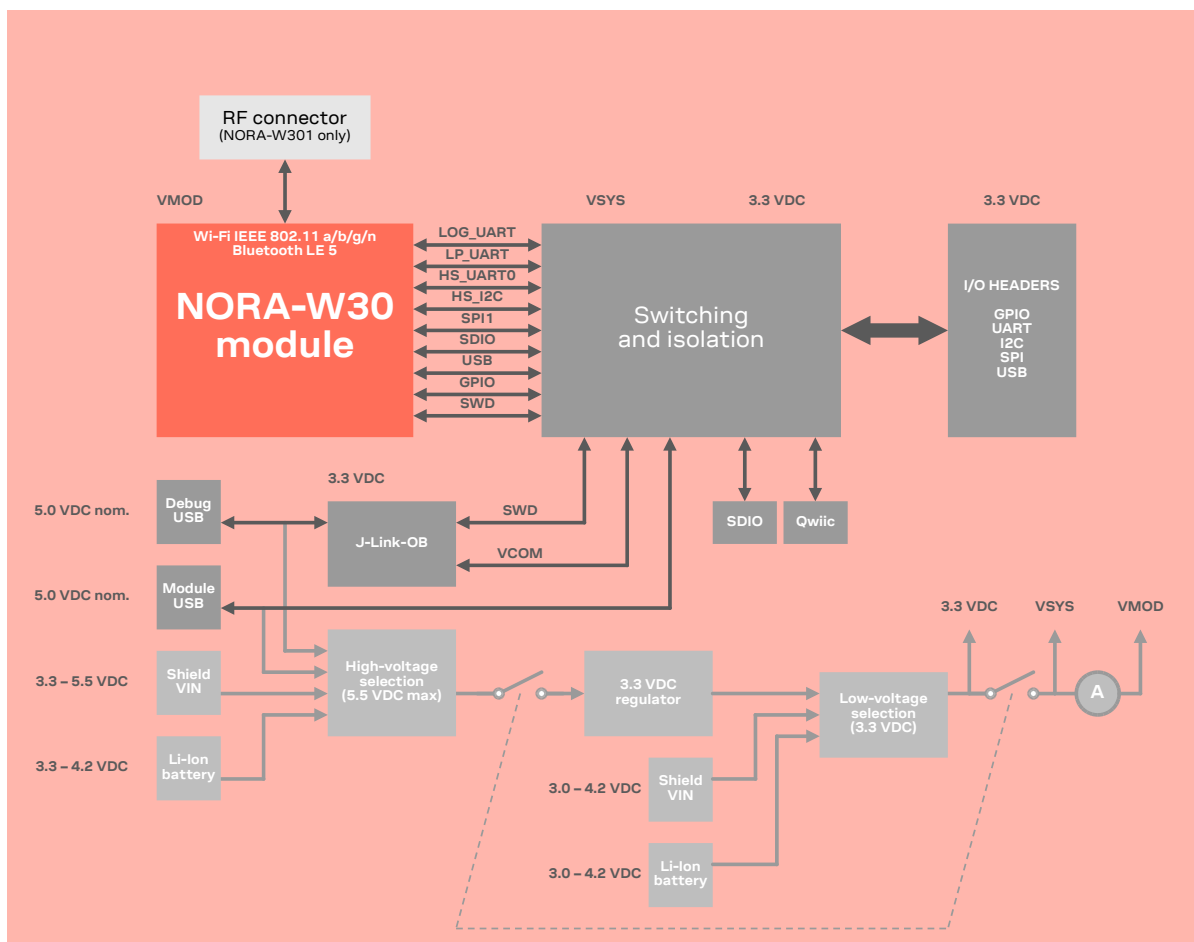 RF connector
(NORA-W301 only)
VMOD
VSYS
3.3 VDC
3.3 VDC
Wi-Fi IEEE 802.11 a/b/g/n
Bluetooth LE 5
NORA-W30
module
LOG_UART
LP_UART
HS_UART0
HS_I2C
SPI1
SDIO
USB
GPIO
SWD
Switching
and isolation
I/O HEADERS
GPIO
UART
I2C
SPI
USB
5.0 VDC nom.
Debug
USB
3.3 VDC
J-Link-OB
SWD
VCOM
SDIO
Qwiic
5.0 VDC nom.
Module
USB
3.3 – 5.5 VDC
Shield
VIN
High-voltage
selection
(5.5 VDC max)
3.3 VDC
regulator
Low-voltage
selection
(3.3 VDC)
3.3 VDC
VSYS
VMOD
A
3.3 – 4.2 VDC
Li-Ion
battery
3.0 – 4.2 VDC
Shield
VIN
3.0 – 4.2 VDC
Li-Ion
battery